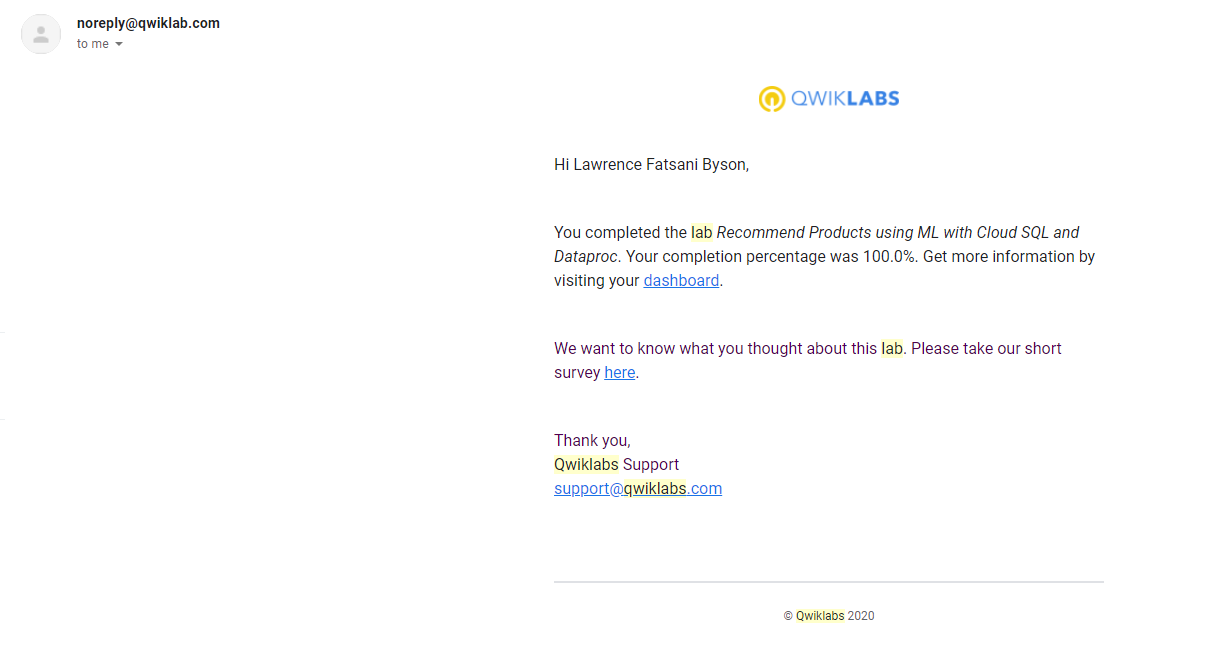 noreply@qwiklab.com
to me
QWIKLABS
Hi Lawrence Fatsani Byson,
You completed the lab Recommend Products using ML with Cloud SQL and
Dataproc. Your completion percentage was 100.0%. Get more information by
visiting your dashboard.
We want to know what you thought about this lab. Please take our short
survey here.
Thank you,
Qwiklabs Support
support@qwiklabs.com
© Qwiklabs 2020